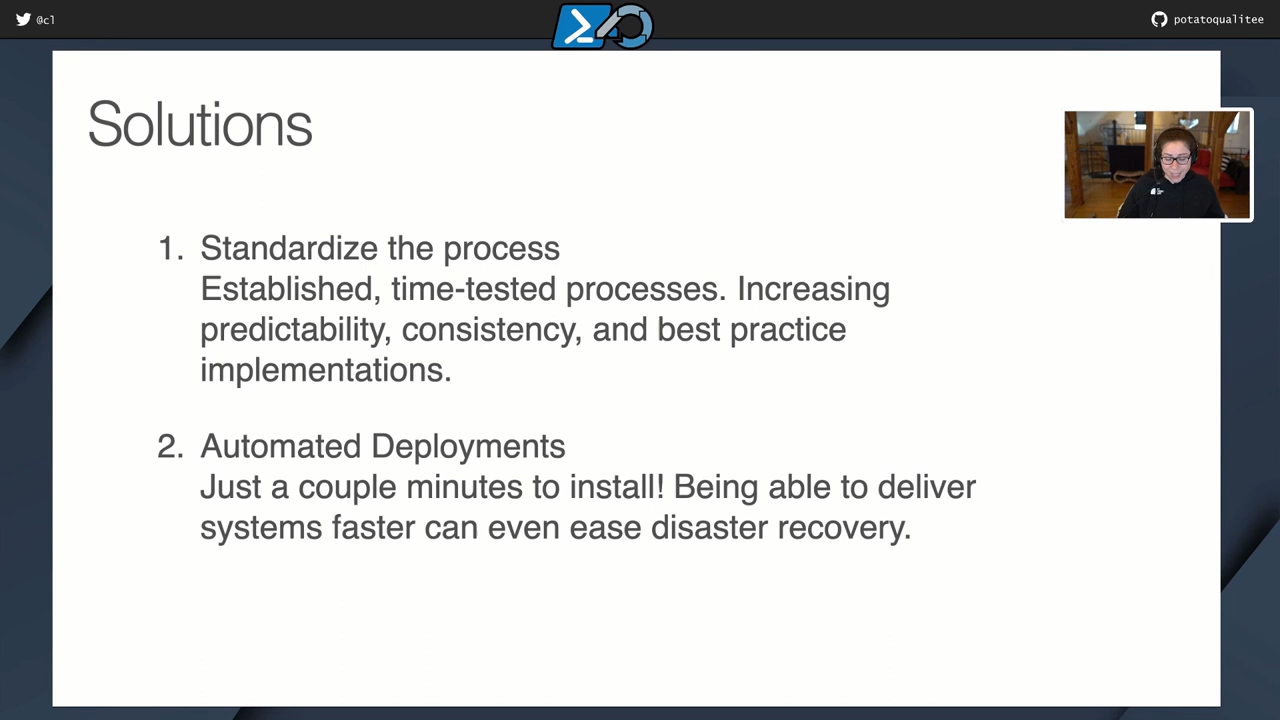 @cl
potatoqualitee
Solutions
1. Standardize the process
Established, time-tested processes. Increasing
predictability, consistency, and best practice
implementations.
2. Automated Deployments
Just a couple minutes to install! Being able to deliver
systems faster can even ease disaster recovery.